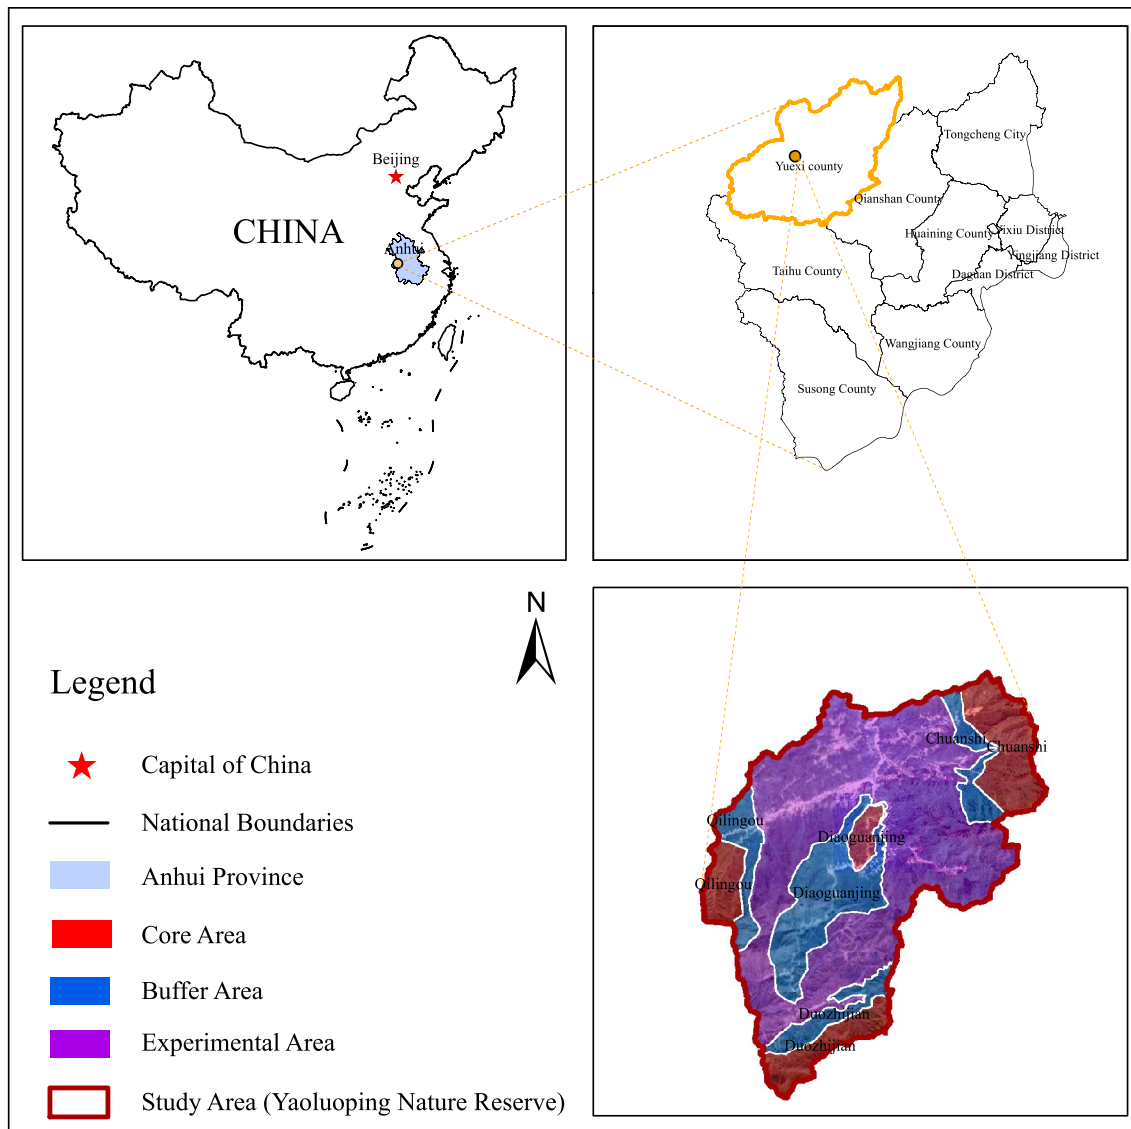 Beijing
CHINA
Anhui
Tongcheng City
Yuexi county
Qianshan County
Huaining County
Yixiu District
Yingjiang District
Taihu County
Daguan District
Wangjiang County
Susong County
N
Legend
Capital of China
National Boundaries
Anhui Province
Core Area
Buffer Area
Experimental Area
Study Area (Yaoluoping Nature Reserve)
Chuanshi
Chuanshi
Qilingou
Diaoguanjing
Qilingou
Diaoguanjing
Duozhijian
Duozhijian